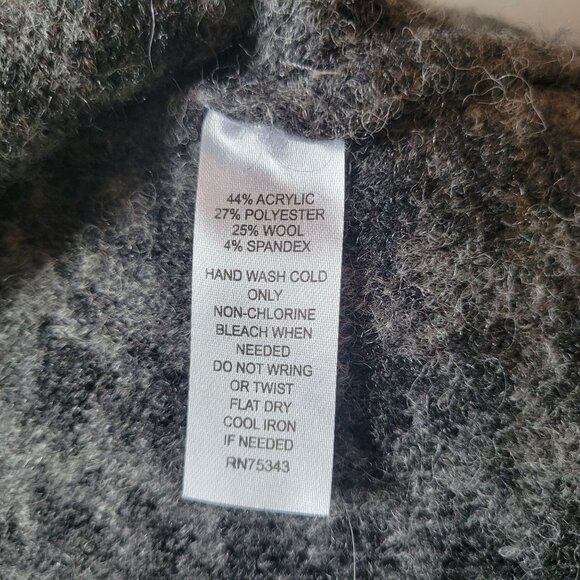 44% ACRYLIC
27% POLYESTER
25% WOOL
4% SPANDEX
HAND WASH COLD
ONLY
NON-CHLORINE
BLEACH WHEN
NEEDED
DO NOT WRING
OR TWIST
FLAT DRY
COOL IRON
IF NEEDED
RN75343